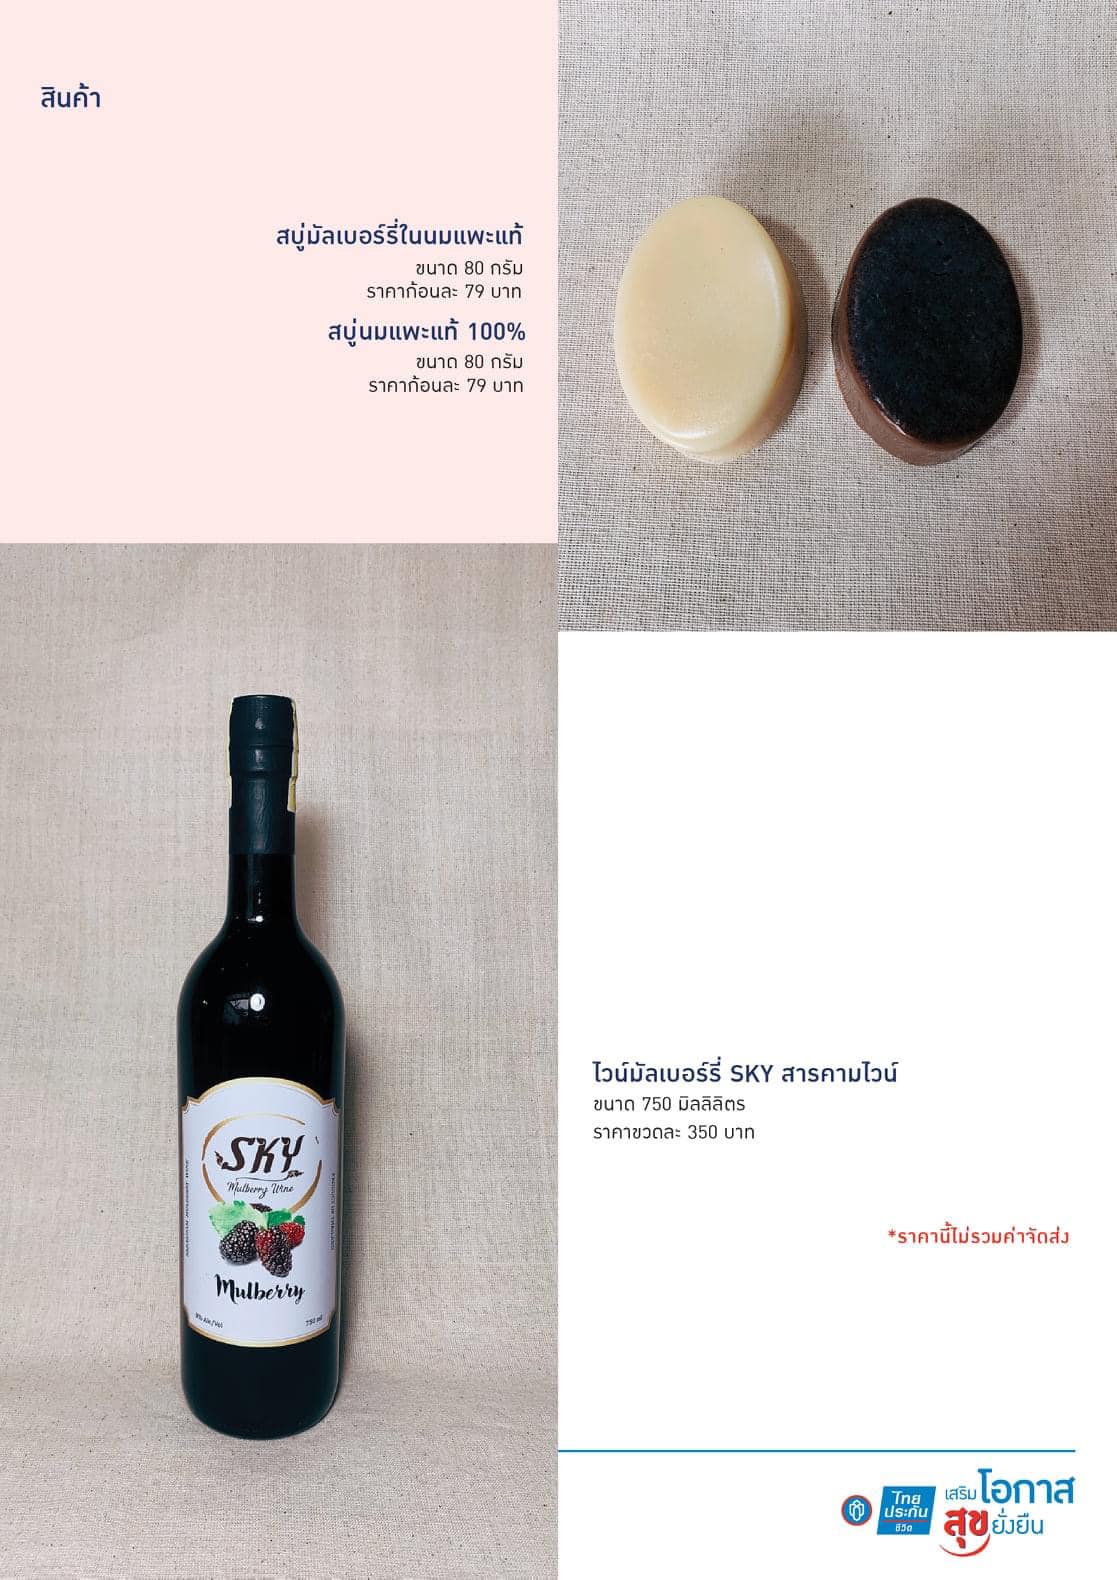 สินค้า
สบู่มัลเบอร์รี่ในนมแพะแท้
ขนาด 80 กรัม
ราคาก้อนละ 79 บาท
สบู่นมแพะแท้ 100%
ขนาด 80 กรัม
ราคาก้อนละ 79 บาท
SKY
Mulberry Wine
Mulberry
750 ml
ไวน์มัลเบอร์รี่ SKY สารคามไวน์
ขนาด 750 มิลลิลิตร
ราคาขวดละ 350 บาท
*ราคานี้ไม่รวมค่าจัดส่ง
ไทย
ประกัน
ชีวิต
เสริมโอกาส
สุขยั่งยืน